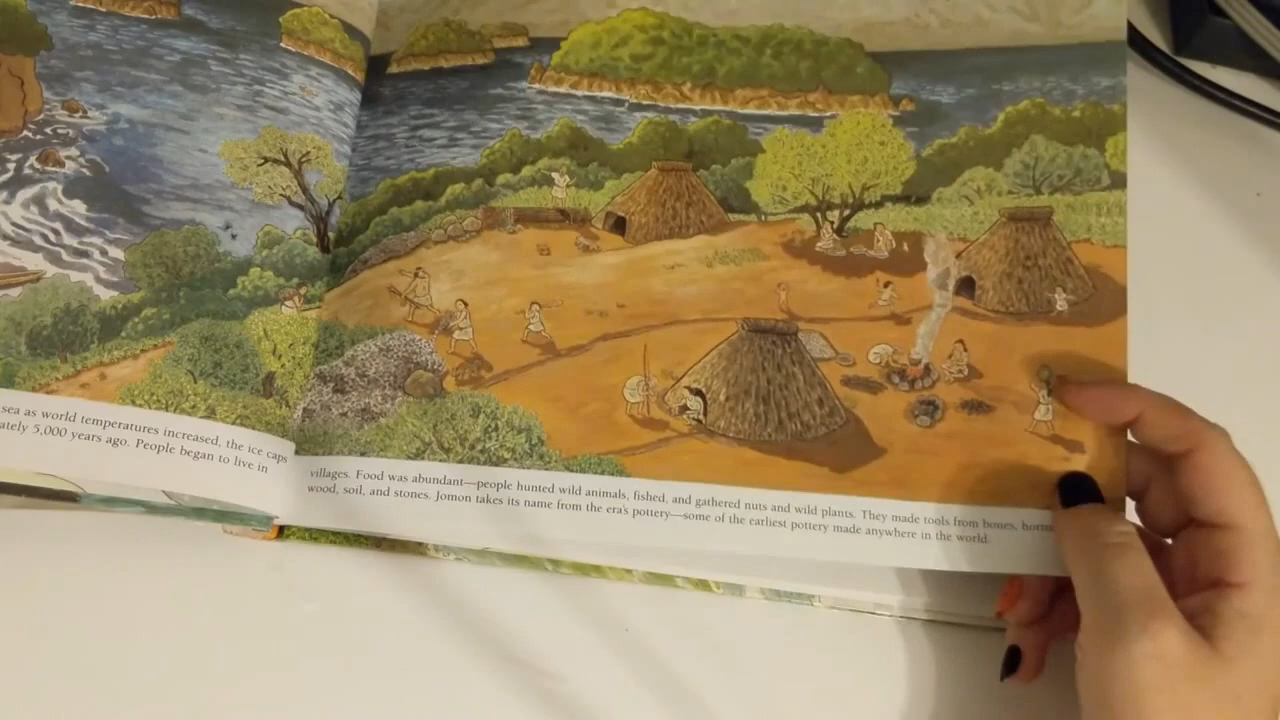 sea as world temperatures increased, the ice caps
ately 5,000 years ago. People began to live in
villages. Food was abundant—people hunted wild animals, fished, and gathered nuts and wild plants. They made tools from bones, horns
wood, soil, and stones. Jomon takes its name from the era's pottery—some of the earliest pottery made anywhere in the world.